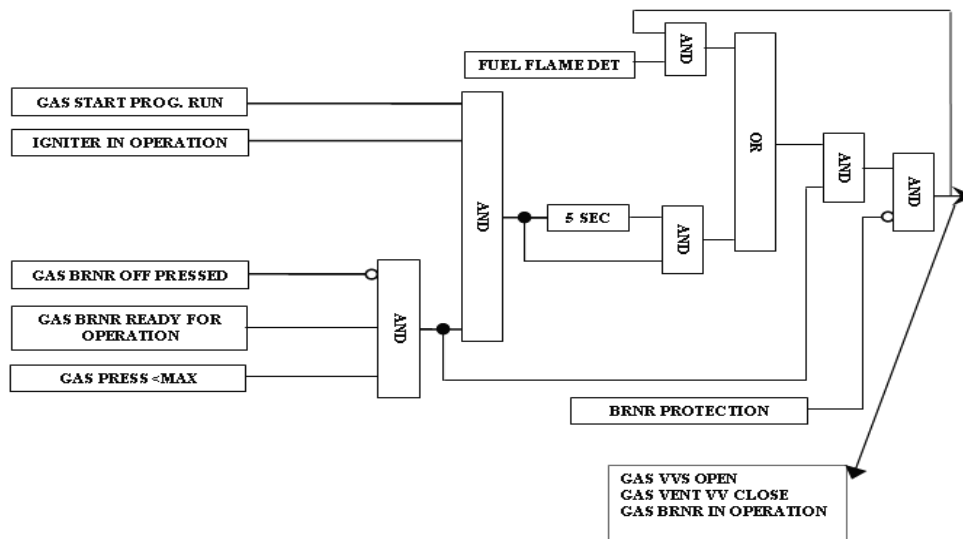 FUEL FLAME DET
AND
GAS START PROG. RUN
IGNITER IN OPERATION
OR
AND
AND
AND
5 SEC
AND
GAS BRNR OFF PRESSED
GAS BRNR READY FOR
OPERATION
AND
GAS PRESS <MAX
BRNR PROTECTION
GAS VVS OPEN
GAS VENT VV CLOSE
GAS BRNR IN OPERATION